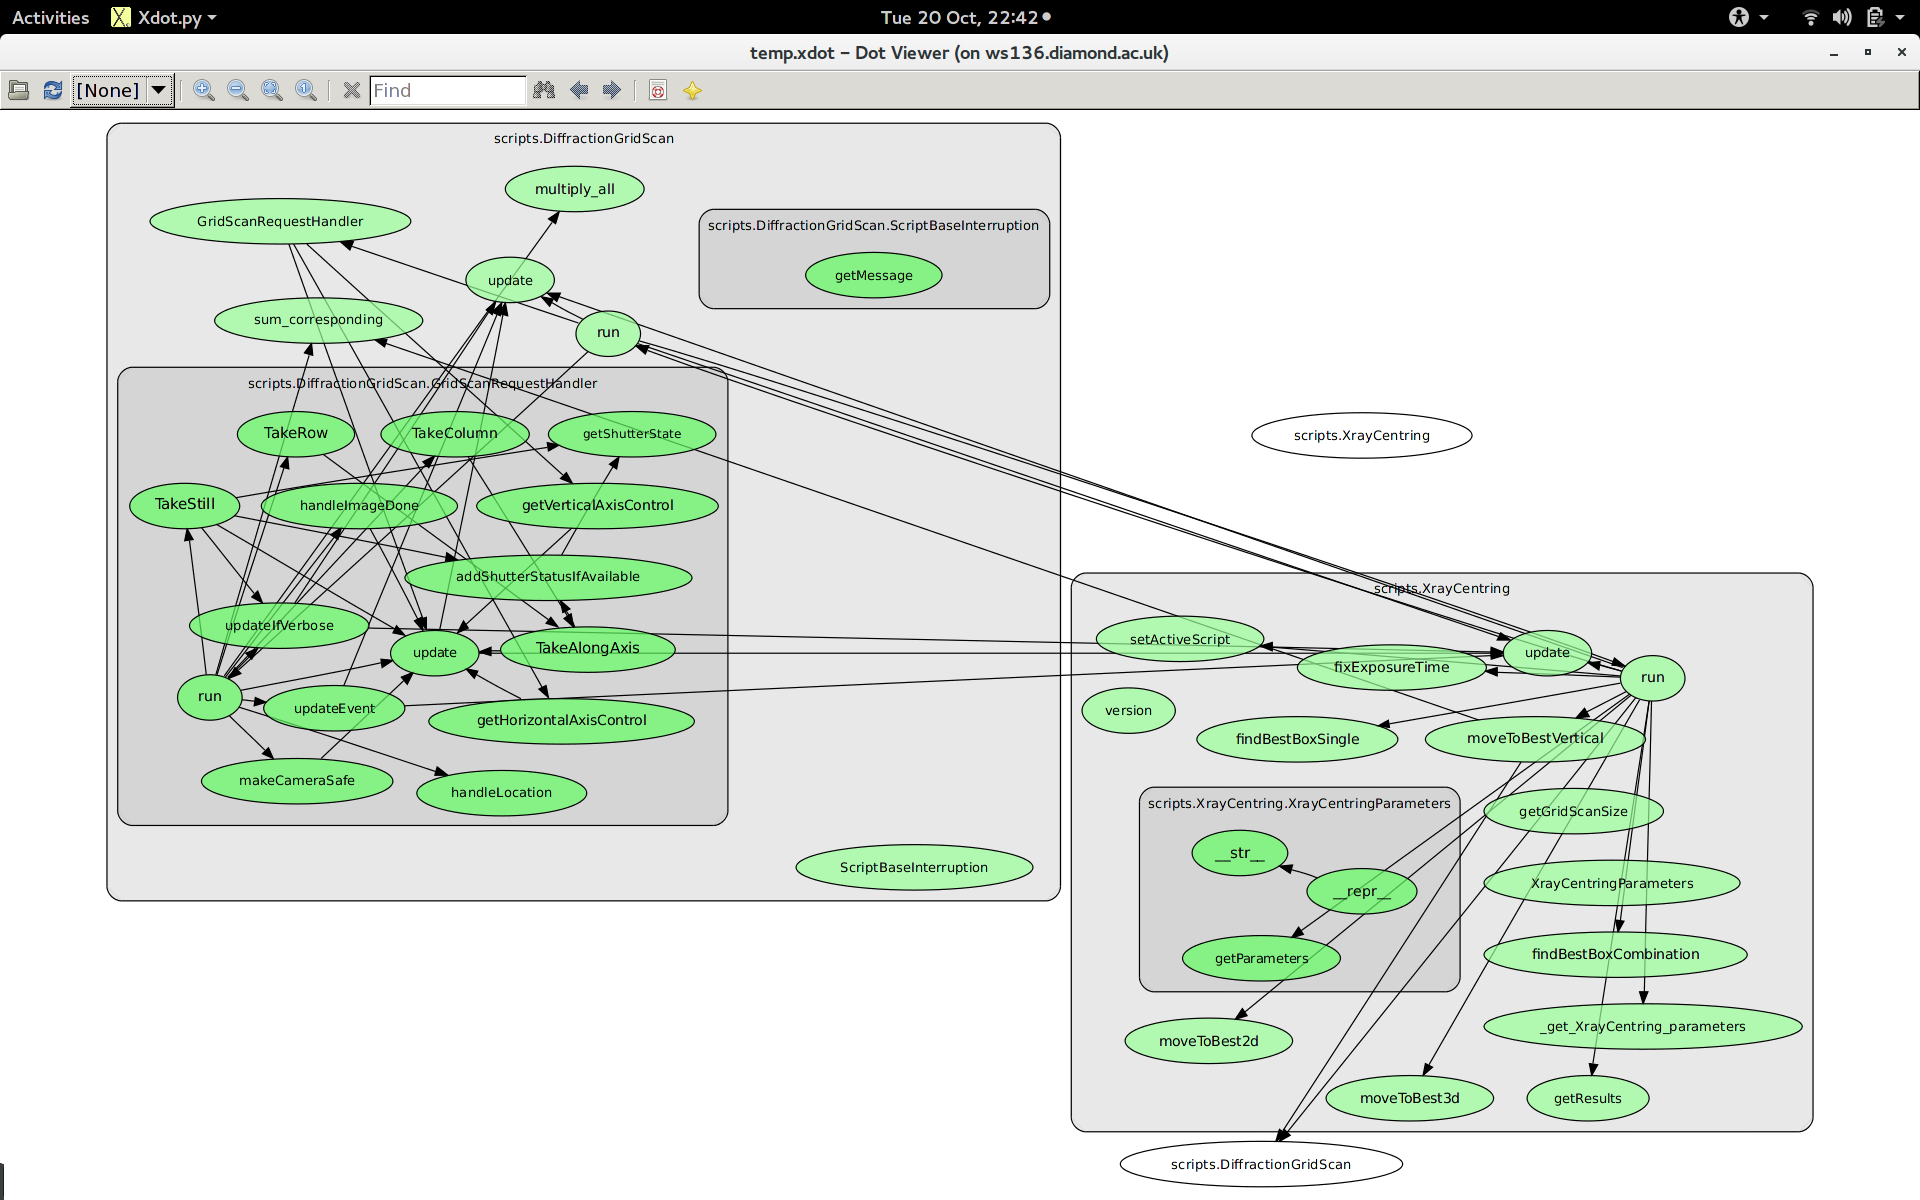 Activities
Xdot.py
Tue 20 Oct, 22:42
temp.xdot – Dot Viewer (on ws136.diamond.ac.uk)
[None]
Find
scripts.DiffractionGridScan
multiply_all
GridScanRequestHandler
scripts.DiffractionGridScan.ScriptBaseInterruption
getMessage
update
sum_corresponding
run
scripts.DiffractionGridScan.GridScanRequestHandler
TakeRow
TakeColumn
getShutterState
TakeStill
handleImageDone
getVerticalAxisControl
addShutterStatusIfAvailable
updateIfVerbose
update
TakeAlongAxis
run
updateEvent
getHorizontalAxisControl
makeCameraSafe
handleLocation
ScriptBaseInterruption
scripts.XrayCentring
scripts.XrayCentring
setActiveScript
update
fixExposureTime
run
version
findBestBoxSingle
moveToBestVertical
scripts.XrayCentring.XrayCentringParameters
getGridScanSize
__str__
__repr__
XrayCentringParameters
getParameters
findBestBoxCombination
_get_XrayCentring_parameters
moveToBest2d
moveToBest3d
getResults
scripts.DiffractionGridScan